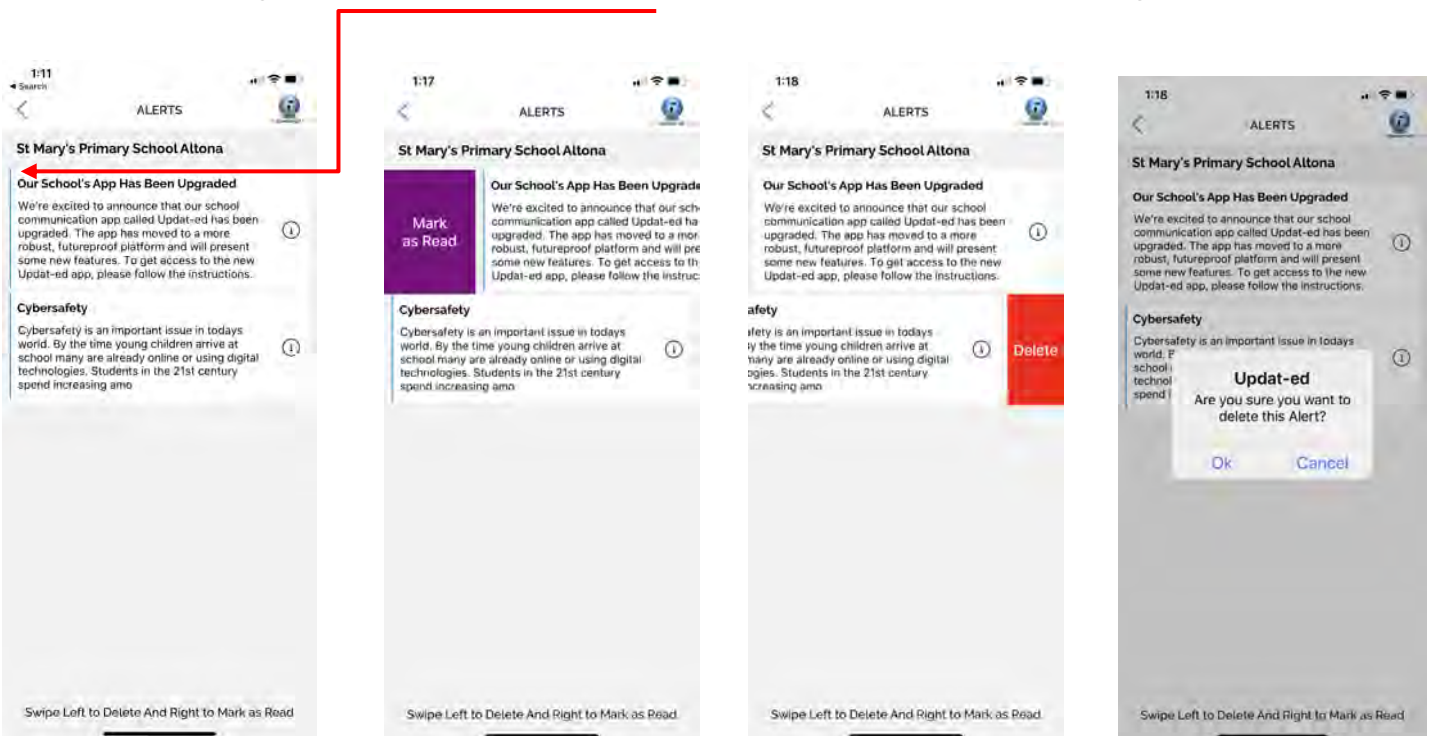 1:11
Search
ALERTS
St Mary's Primary School Altona
Our School's App Has Been Upgraded
We're excited to announce that our school
communication app called Updat-ed has been
upgraded. The app has moved to a more
robust, futureproof platform and will present
some new features. To get access to the new
Updat-ed app, please follow the instructions.
Cybersafety
Cybersafety is an important issue in todays
world. By the time young children arrive at
school many are already online or using digital
technologies. Students in the 21st century
spend increasing amo
Swipe Left to Delete And Right to Mark as Read
1:17
ALERTS
St Mary's Primary School Altona
Mark
as Read
Our School's App Has Been Upgrade
We're excited to announce that our sch
communication app called Updat-ed ha
upgraded. The app has moved to a mor
robust, futureproof platform and will pre
some new features. To get access to th
Updat-ed app, please follow the instruc
Cybersafety
Cybersafety is an important issue in todays
world. By the time young children arrive at
school many are already online or using digital
technologies. Students in the 21st century
spend increasing amo
Swipe Left to Delete And Right to Mark as Read
1:18
ALERTS
St Mary's Primary School Altona
Our School's App Has Been Upgraded
We're excited to announce that our school
communication app called Updat-ed has been
upgraded. The app has moved to a more
robust, futureproof platform and will present
some new features. To get access to the new
Updat-ed app, please follow the instructions.
afety
afety is an important issue in todays
y the time young children arrive at
many are already online or using digital
ogies. Students in the 21st century
ncreasing amo
Delete
Swipe Left to Delete And Right to Mark as Read
1:18
ALERTS
St Mary's Primary School Altona
Our School's App Has Been Upgraded
We're excited to announce that our school
communication app called Updat-ed has been
upgraded. The app has moved to a more
robust, futureproof platform and will present
some new features. To get access to the new
Updat-ed app, please follow the instructions.
Cybersafety
Cybersafety is an important issue in todays
world.
school
technol
spend
Updat-ed
Are you sure you want to
delete this Alert?
Ok Cancel
Swipe Left to Delete And Right to Mark as Read